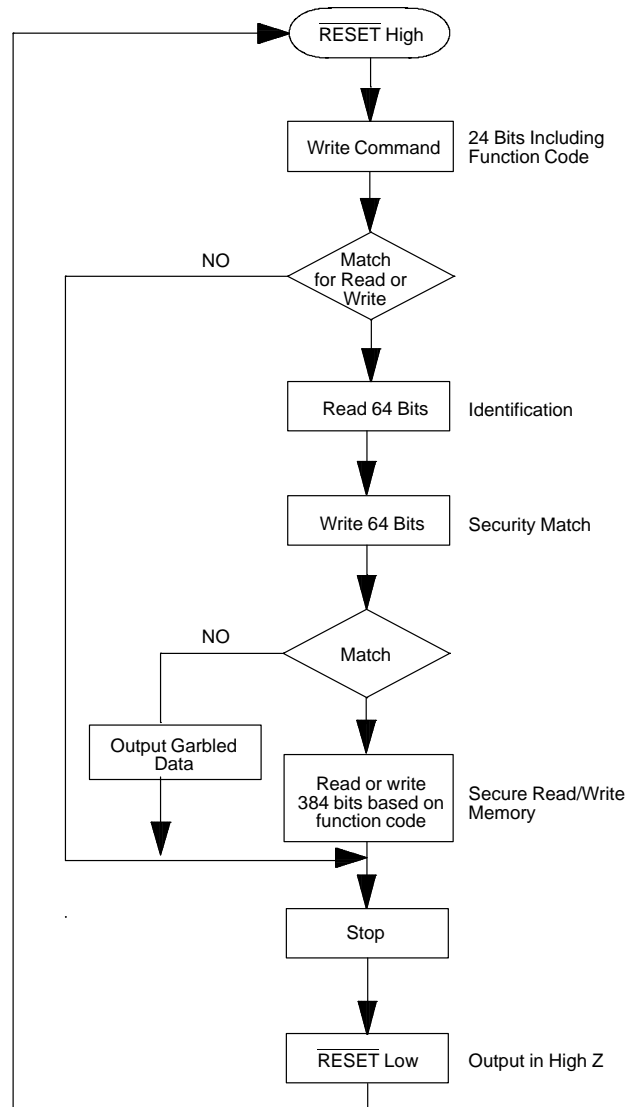 RESET High
Write Command
24 Bits Including
Function Code
NO
Match
for Read or
Write
Read 64 Bits
Identification
Write 64 Bits
Security Match
NO
Match
Output Garbled
Data
Read or write
384 bits based on
function code
Secure Read/Write
Memory
Stop
RESET Low
Output in High Z